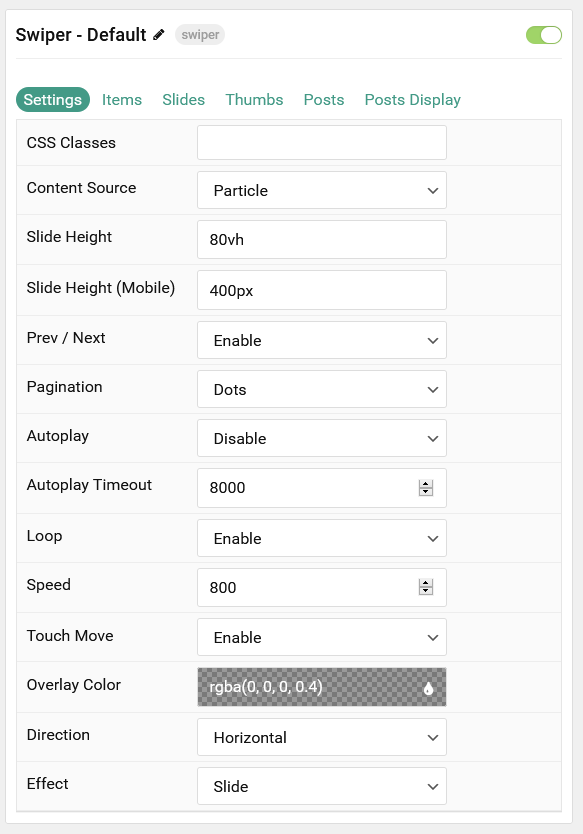 Swiper - Default swiper
Settings Items Slides Thumbs Posts Posts Display
CSS Classes
Content Source Particle
Slide Height 80vh
Slide Height (Mobile) 400px
Prev / Next Enable
Pagination Dots
Autoplay Disable
Autoplay Timeout 8000
Loop Enable
Speed 800
Touch Move Enable
Overlay Color rgba(0, 0, 0, 0.4)
Direction Horizontal
Effect Slide